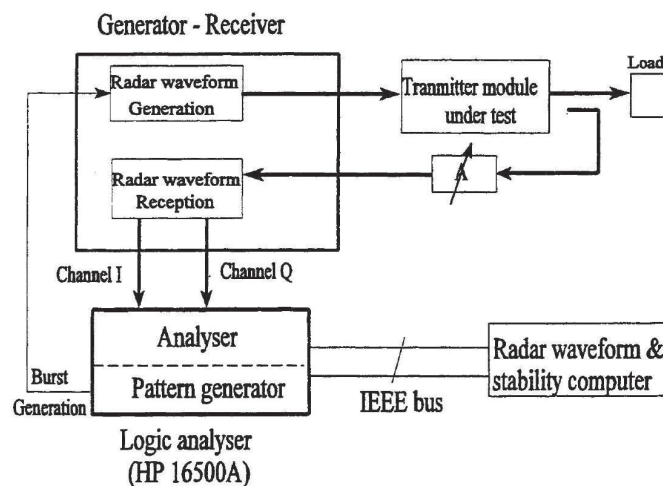 Generator - Receiver
Radar waveform
Generation
Tranmitter module
under test
Load
Radar waveform
Reception
A
Channel I
Channel Q
Analyser
Pattern generator
Burst
Generation
IEEE bus
Radar waveform &
stability computer
Logic analyser
(HP 16500A)